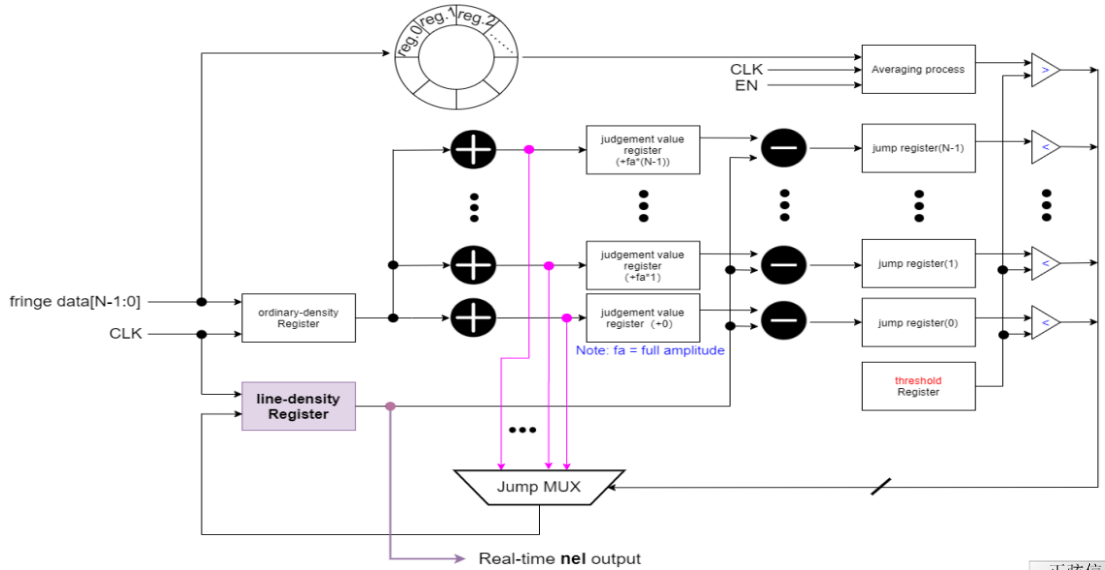 reg.0
reg.1
reg.2
......
CLK
EN
Averaging process
>
judgement value
register
(+fa*(N-1))
jump register(N-1)
<
judgement value
register
(+fa*1)
jump register(1)
<
fringe data[N-1:0]
CLK
ordinary-density
Register
judgement value
register (+0)
jump register(0)
<
Note: fa = full amplitude
threshold
Register
line-density
Register
...
Jump MUX
Real-time nel output